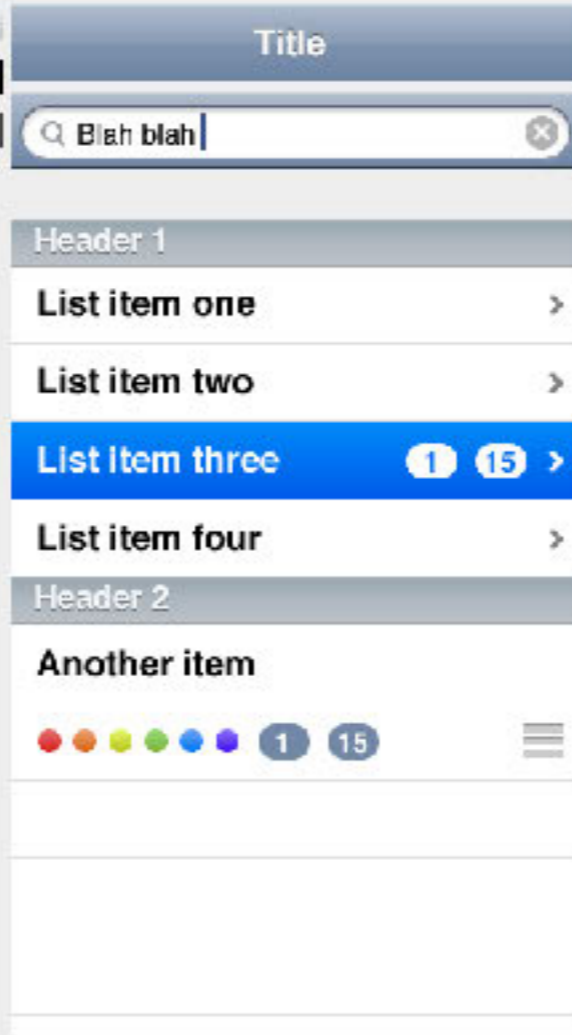 Title
Blah blah
Header 1
List item one
List item two
List item three 1 15
List item four
Header 2
Another item
1 15